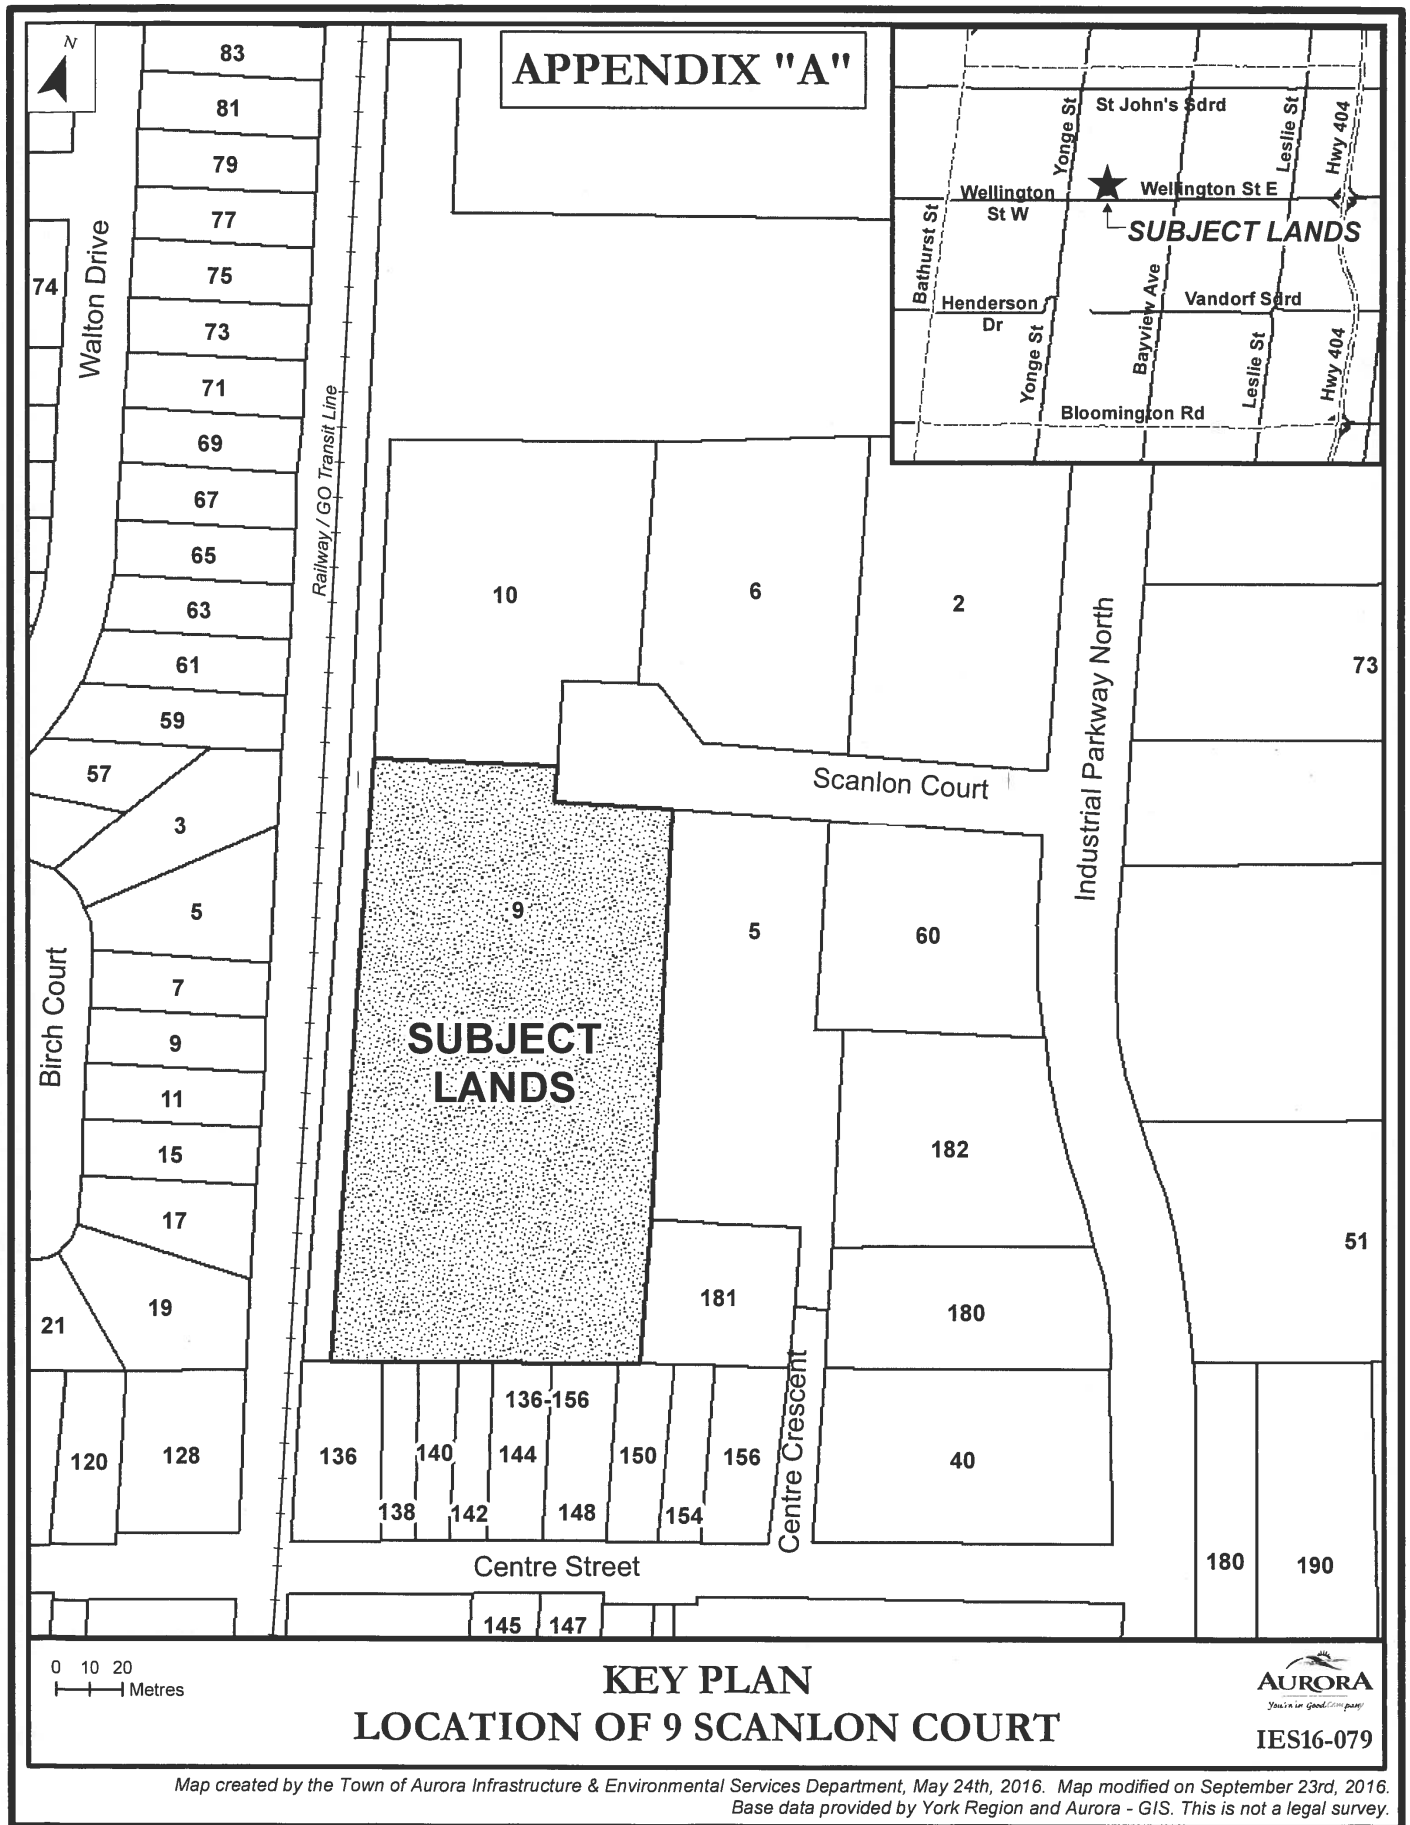 N
APPENDIX "A"
St John's Sdrd
Yonge St
Leslie St
Hwy 404
Wellington
St W
Wellington St E
SUBJECT LANDS
Bathurst St
Henderson
Dr
Bayview Ave
Vandorf Sdrd
Yonge St
Leslie St
Hwy 404
Bloomington Rd
83
81
79
77
75
73
71
69
67
65
63
61
59
57
74
Walton Drive
Railway / GO Transit Line
10
6
2
73
Industrial Parkway North
Scanlon Court
3
5
7
9
11
15
17
19
21
Birch Court
9
SUBJECT
LANDS
5
60
182
51
181
180
Centre Crescent
120
128
136
136-156
140
144
150
156
40
138
142
148
154
180
190
Centre Street
145
147
0 10 20
Metres
KEY PLAN
LOCATION OF 9 SCANLON COURT
AURORA
You're in Good Company
IES16-079
Map created by the Town of Aurora Infrastructure & Environmental Services Department, May 24th, 2016. Map modified on September 23rd, 2016.
Base data provided by York Region and Aurora - GIS. This is not a legal survey.